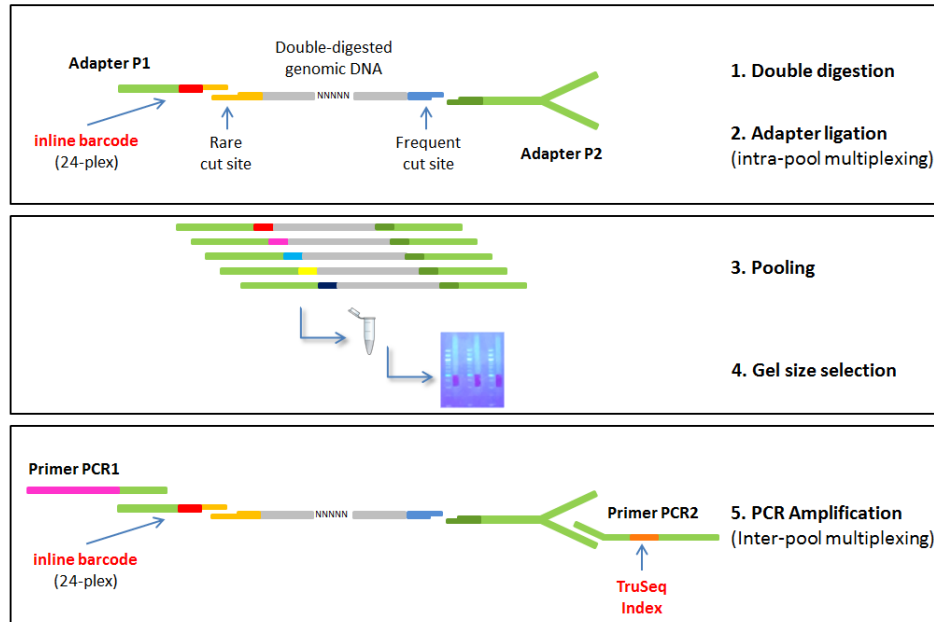 Adapter P1
Double-digested
genomic DNA
NNNNN
inline barcode
(24-plex)
Rare
cut site
Frequent
cut site
Adapter P2
1. Double digestion
2. Adapter ligation
(intra-pool multiplexing)
3. Pooling
4. Gel size selection
Primer PCR1
NNNNN
inline barcode
(24-plex)
Primer PCR2
TruSeq
Index
5. PCR Amplification
(Inter-pool multiplexing)